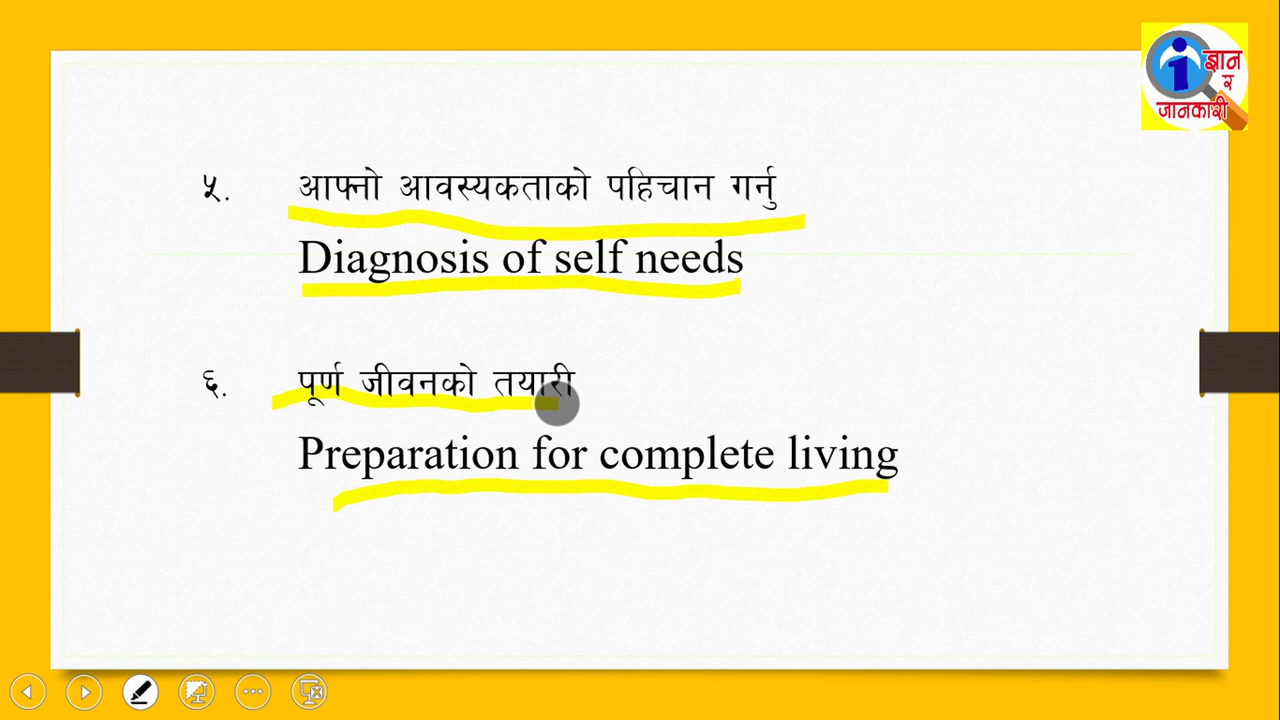 ज्ञान
र
जानकारी
५. आफ्नो आवस्यकताको पहिचान गर्नु
Diagnosis of self needs
६. पूर्ण जीवनको तयारी
Preparation for complete living